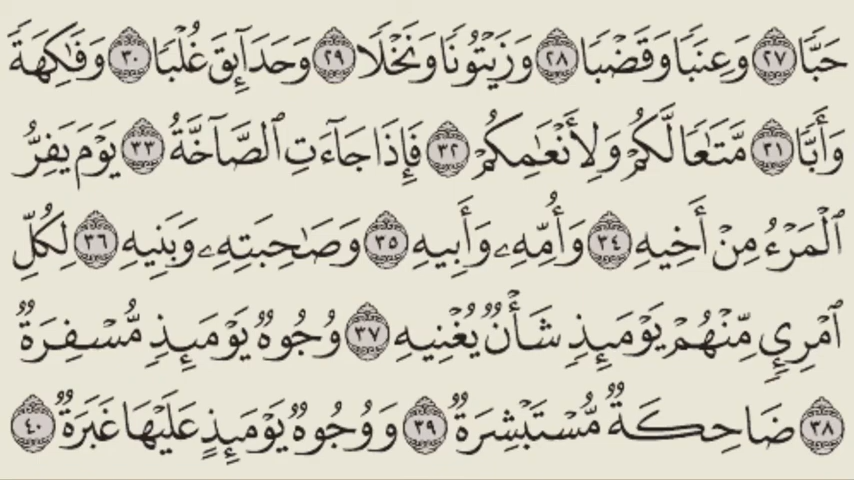 حَبًّا ٢٧ وَعِنَبًا وَقَضْبًا ٢٨ وَزَيْتُونًا وَنَخْلًا ٢٩ وَحَدَآئِقَ غُلْبًا ٣٠ وَفَٰكِهَةً
وَأَبًّا ٣١ مَّتَٰعًا لَّكُمْ وَلِأَنْعَٰمِكُمْ ٣٢ فَإِذَا جَآءَتِ ٱلصَّآخَّةُ ٣٣ يَوْمَ يَفِرُّ
ٱلْمَرْءُ مِنْ أَخِيهِ ٣٤ وَأُمِّهِۦ وَأَبِيهِ ٣٥ وَصَٰحِبَتِهِۦ وَبَنِيهِ ٣٦ لِكُلِّ
ٱمْرِئٍ مِّنْهُمْ يَوْمَئِذٍ شَأْنٌ يُغْنِيهِ ٣٧ وُجُوهٌ يَوْمَئِذٍ مُّسْفِرَةٌ
٣٨ ضَاحِكَةٌ مُّسْتَبْشِرَةٌ ٣٩ وَوُجُوهٌ يَوْمَئِذٍ عَلَيْهَا غَبَرَةٌ ٤٠